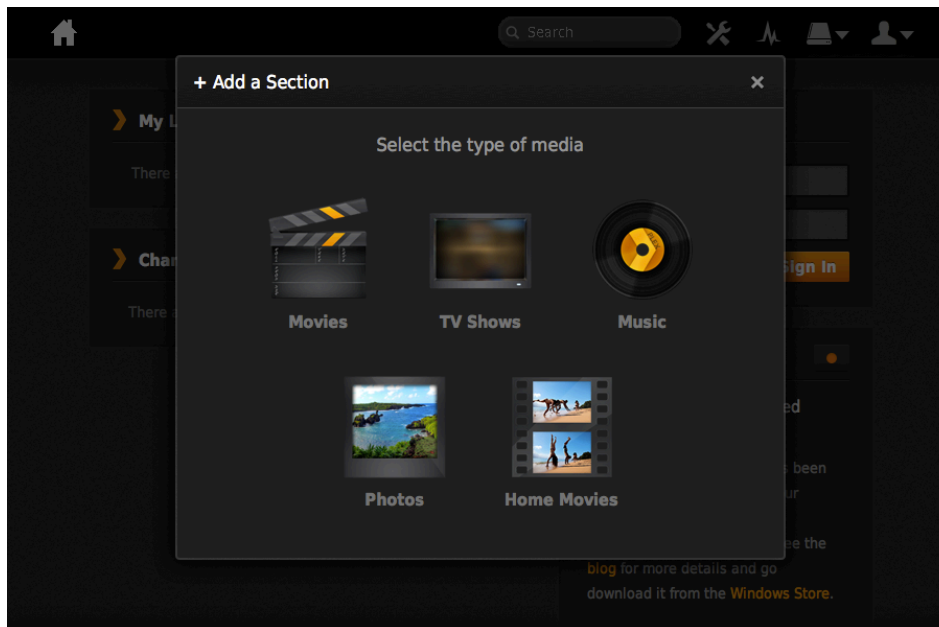 Search
+ Add a Section
×
Select the type of media
Movies
TV Shows
Music
Photos
Home Movies
My L
There
Chan
There a
Sign In
ed
been
ur
ee the
blog for more details and go
download it from the Windows Store.